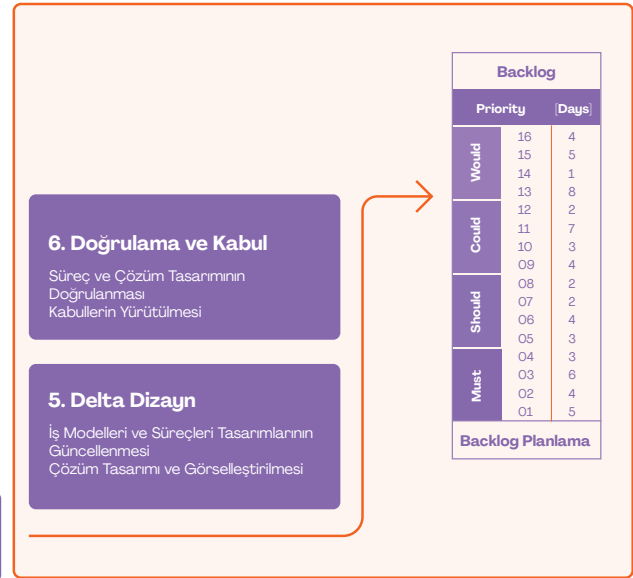 6. Doğrulama ve Kabul
Süreç ve Çözüm Tasarımının
Doğrulanması
Kabullerin Yürütülmesi
5. Delta Dizayn
İş Modelleri ve Süreçleri Tasarımlarının
Güncellenmesi
Çözüm Tasarımı ve Görselleştirilmesi
Backlog
Priority [Days]
Would
16 4
15 5
14 1
13 8
Could
12 2
11 7
10 3
09 4
Should
08 2
07 2
06 4
05 3
Must
04 3
03 6
02 4
01 5
Backlog Planlama